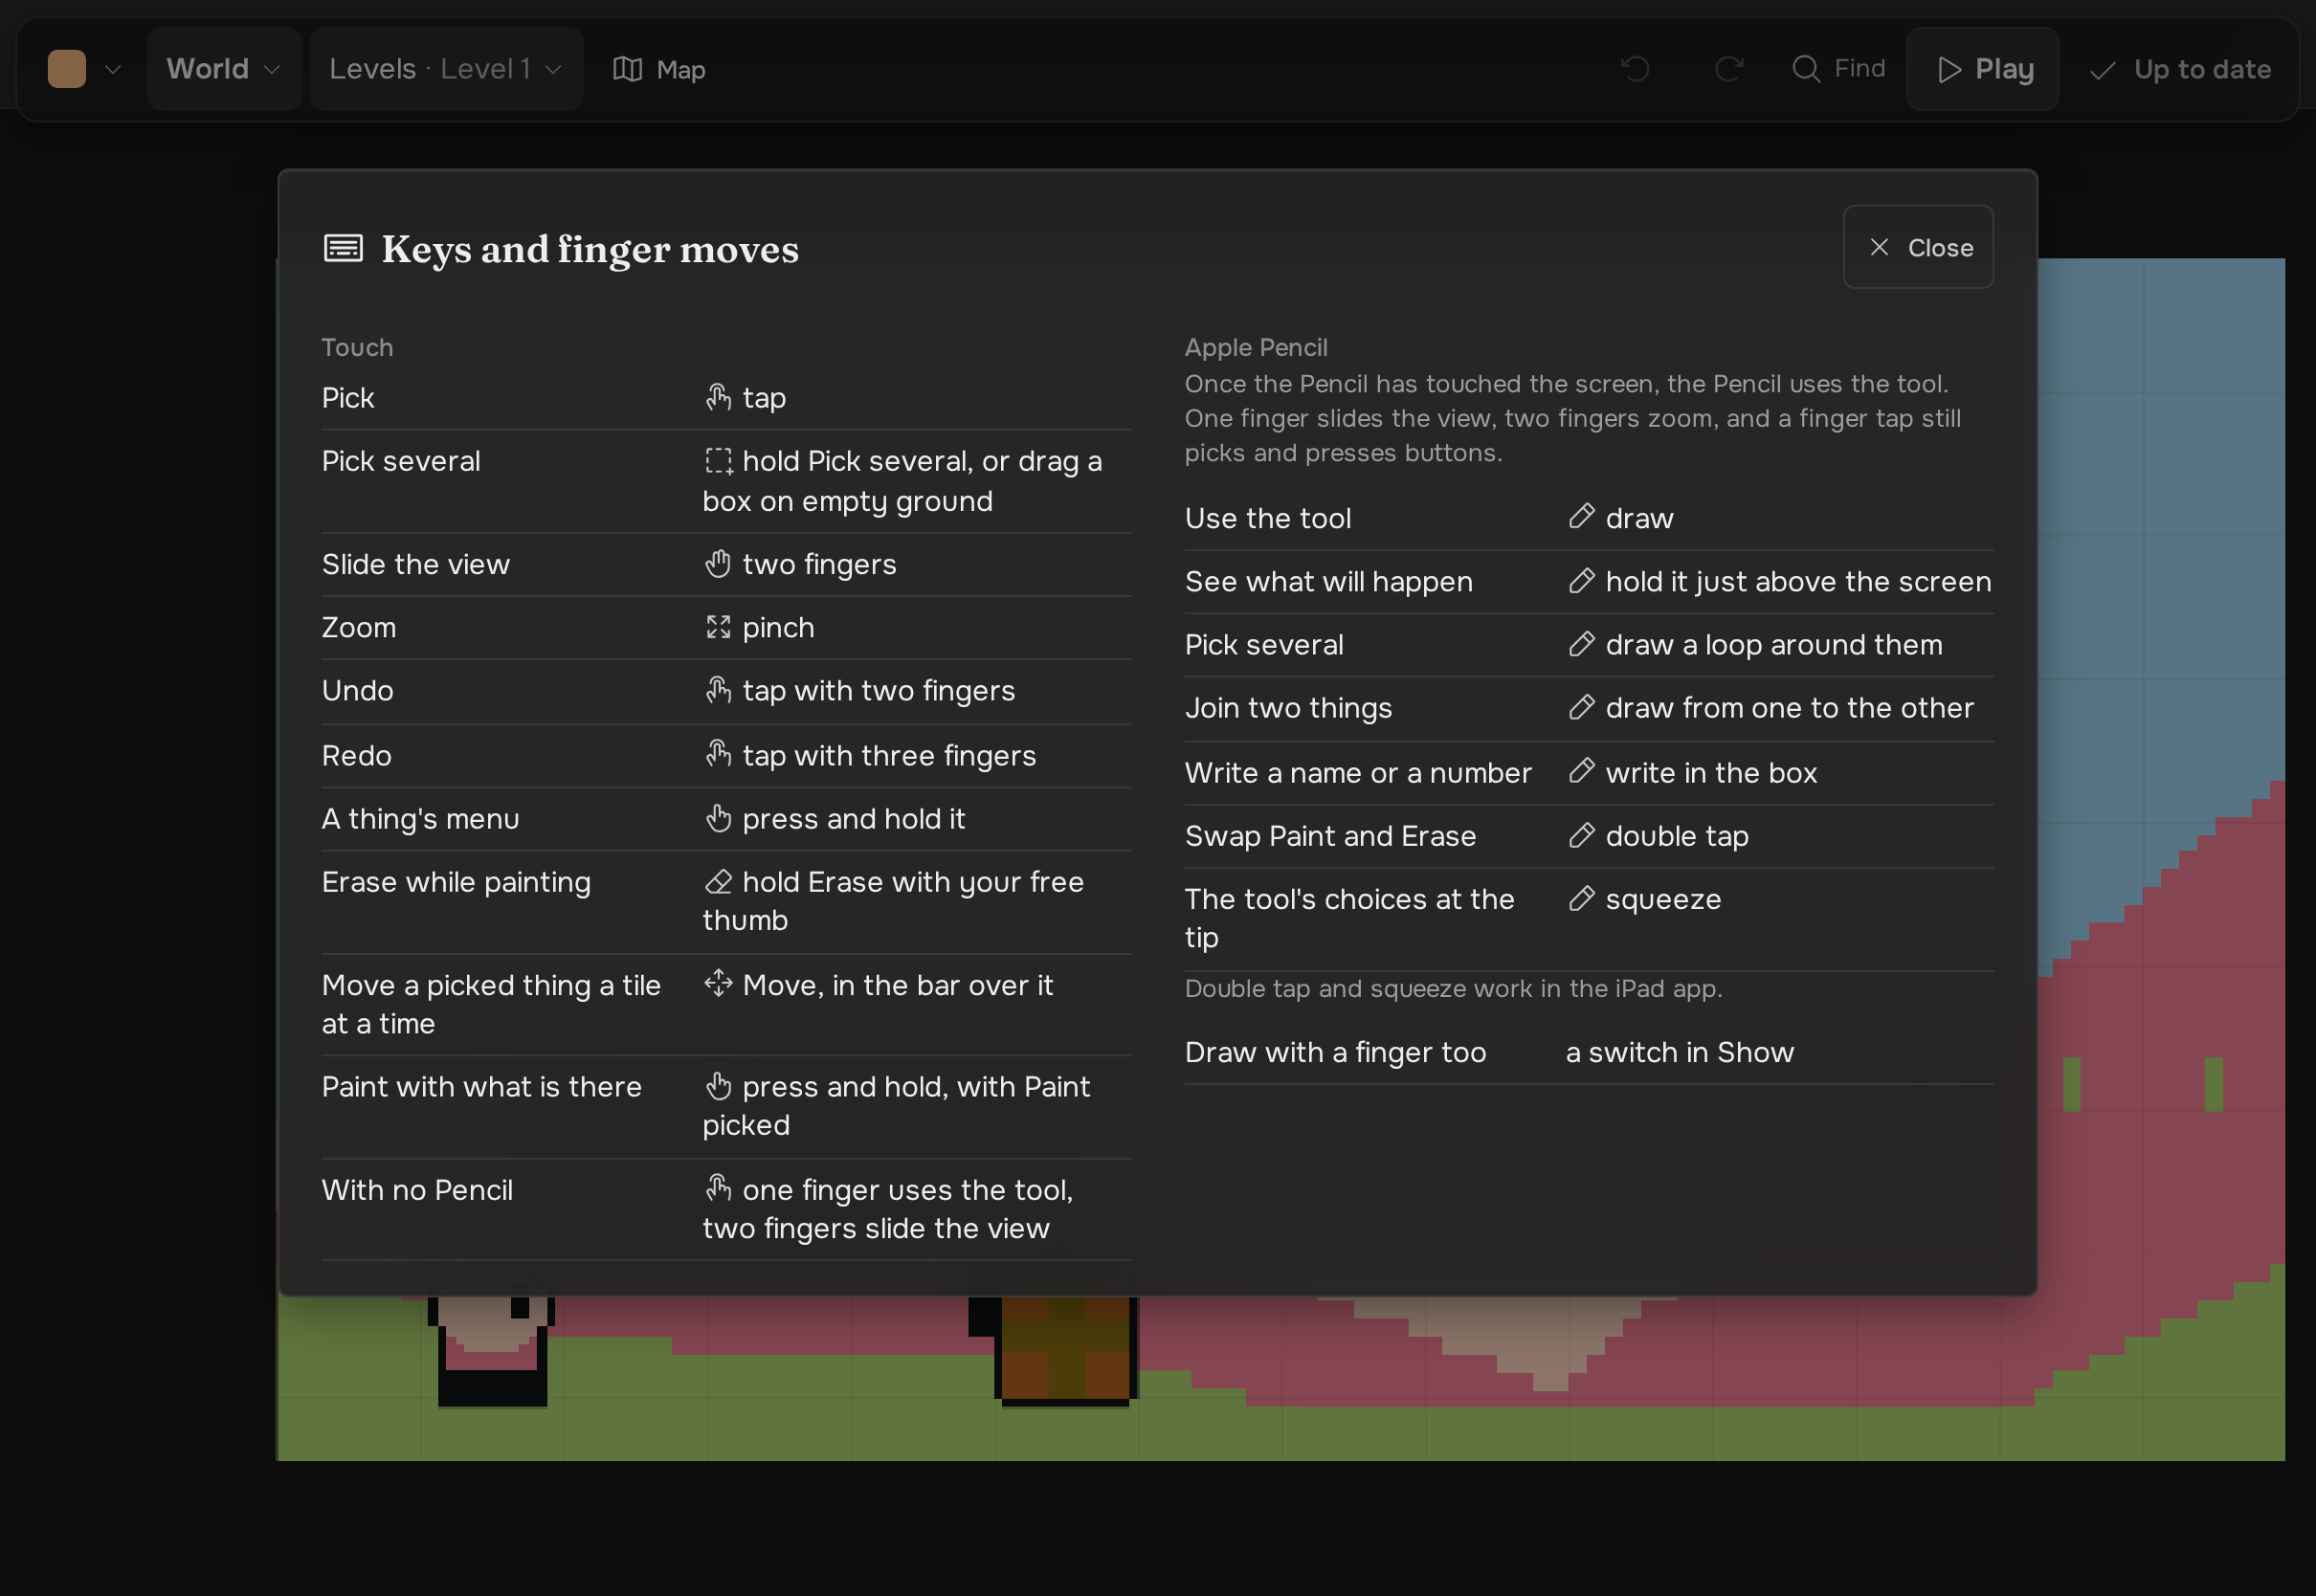 World
Levels · Level 1
Map
Find
Play
Up to date
Keys and finger moves
Close
Touch
Pick
tap
Pick several
hold Pick several, or drag a
box on empty ground
Slide the view
two fingers
Zoom
pinch
Undo
tap with two fingers
Redo
tap with three fingers
A thing's menu
press and hold it
Erase while painting
hold Erase with your free
thumb
Move a picked thing a tile
at a time
Move, in the bar over it
Paint with what is there
press and hold, with Paint
picked
With no Pencil
one finger uses the tool,
two fingers slide the view
Apple Pencil
Once the Pencil has touched the screen, the Pencil uses the tool.
One finger slides the view, two fingers zoom, and a finger tap still
picks and presses buttons.
Use the tool
draw
See what will happen
hold it just above the screen
Pick several
draw a loop around them
Join two things
draw from one to the other
Write a name or a number
write in the box
Swap Paint and Erase
double tap
The tool's choices at the
tip
squeeze
Double tap and squeeze work in the iPad app.
Draw with a finger too
a switch in Show